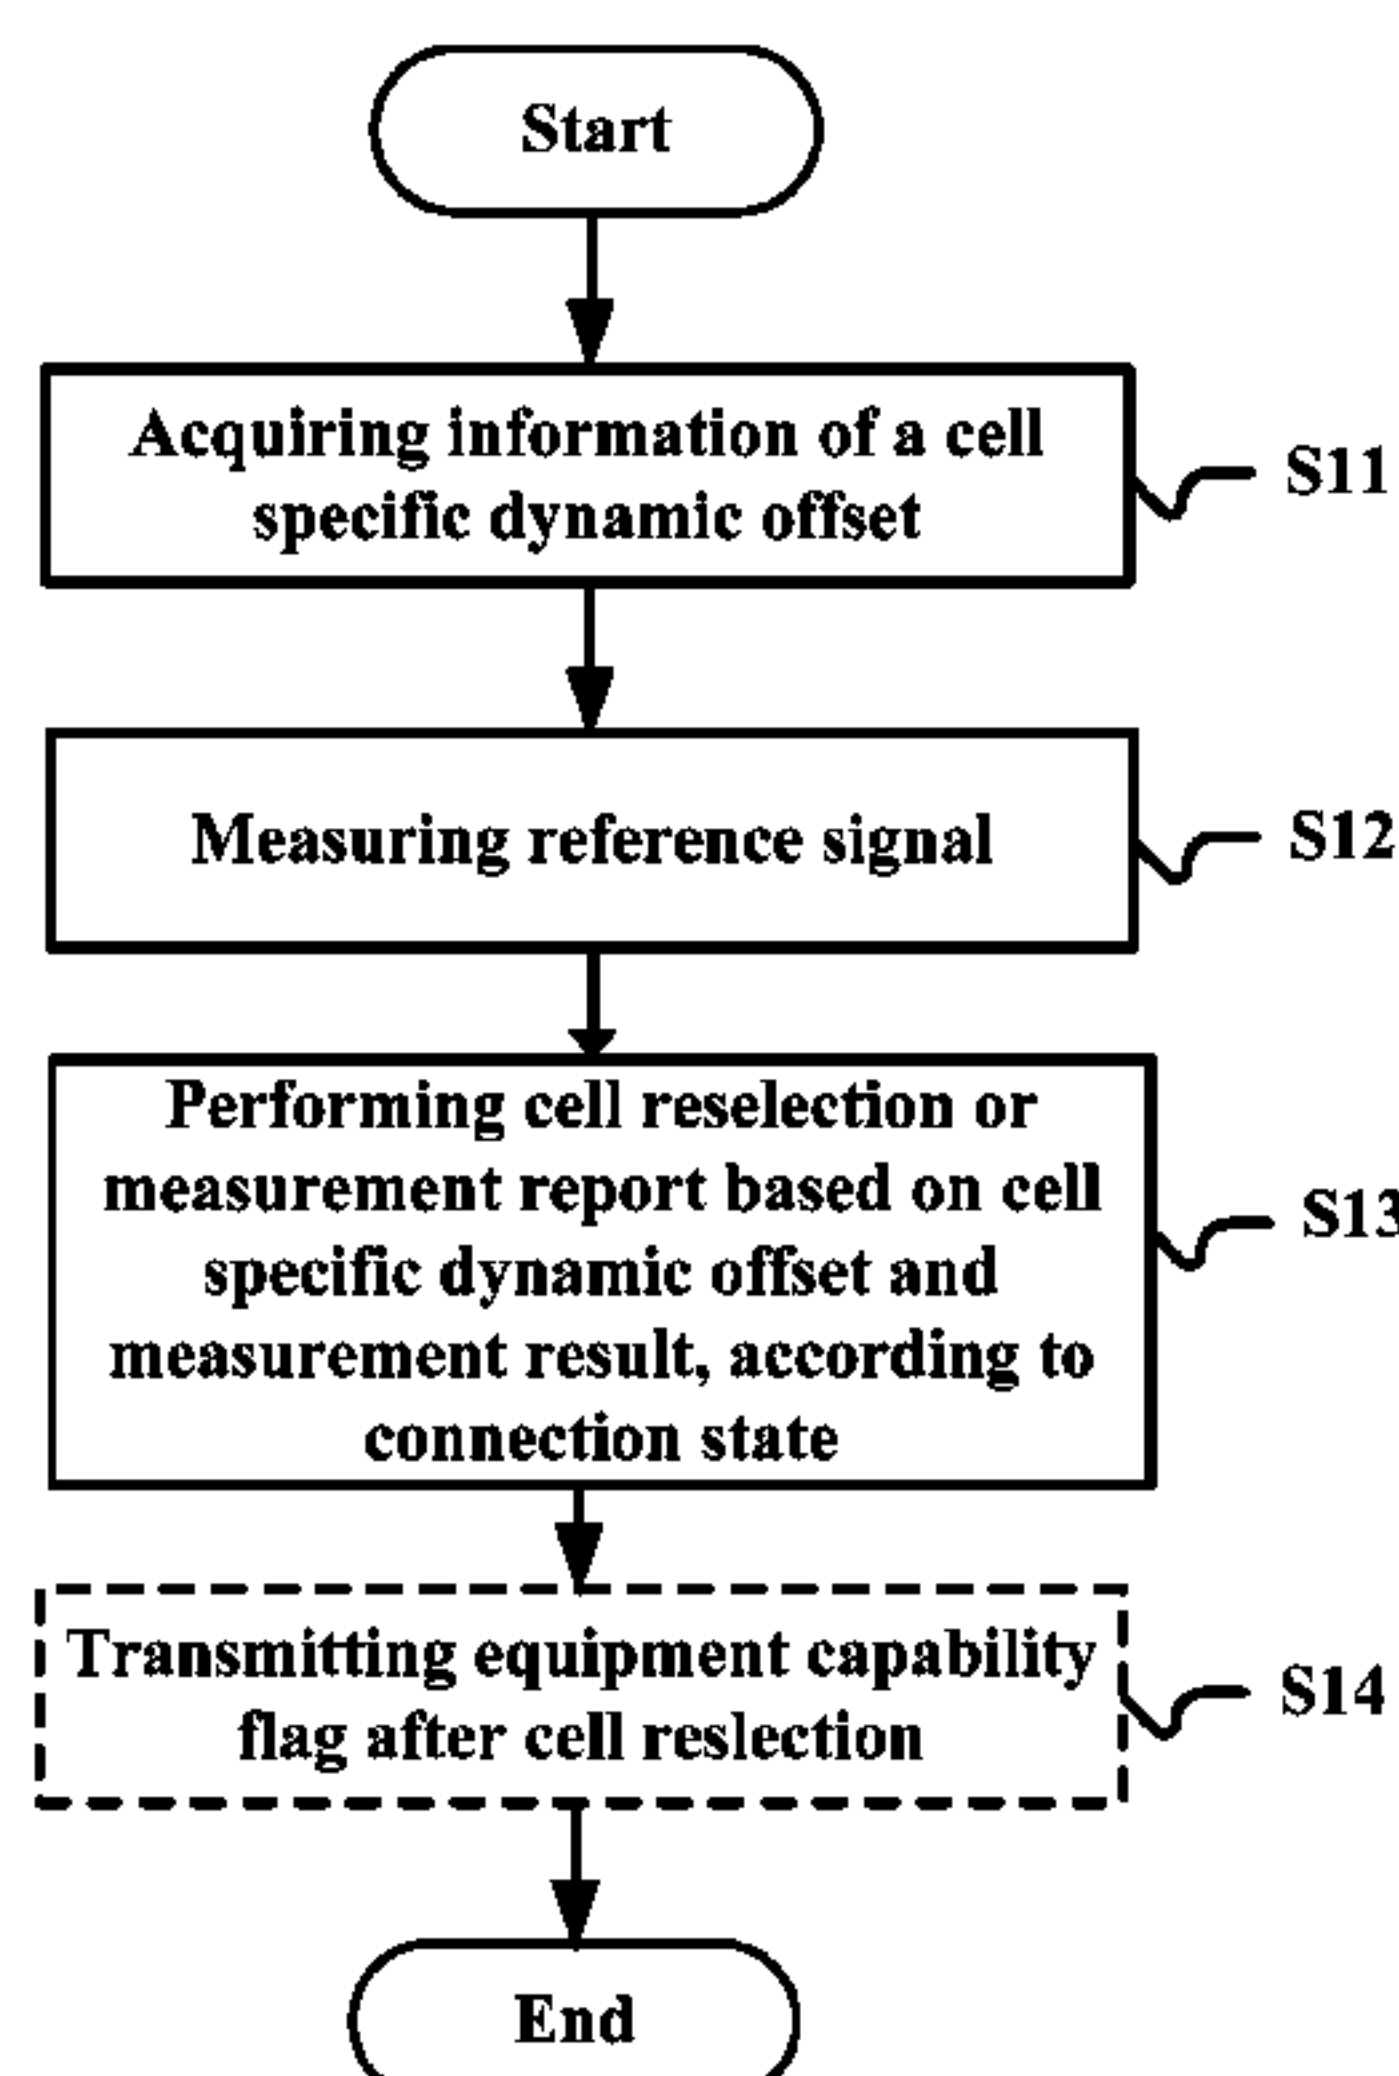 Start
Acquiring information of a cell
specific dynamic offset
S11
Measuring reference signal
S12
Performing cell reselection or
measurement report based on cell
specific dynamic offset and
measurement result, according to
connection state
S13
Transmitting equipment capability
flag after cell reslection
S14
End